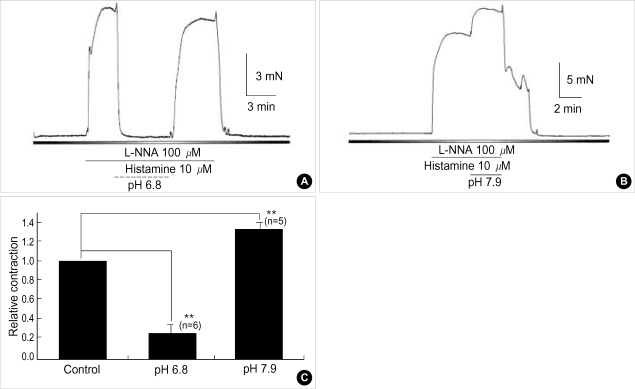 3 mN
3 min
L-NNA 100 μM
Histamine 10 μM
pH 6.8
A
5 mN
2 min
L-NNA 100 μM
Histamine 10 μM
pH 7.9
B
Relative contraction
1.4
1.2
1.0
0.8
0.6
0.4
0.2
0.0
**
(n=6)
**
(n=5)
Control
pH 6.8
pH 7.9
C